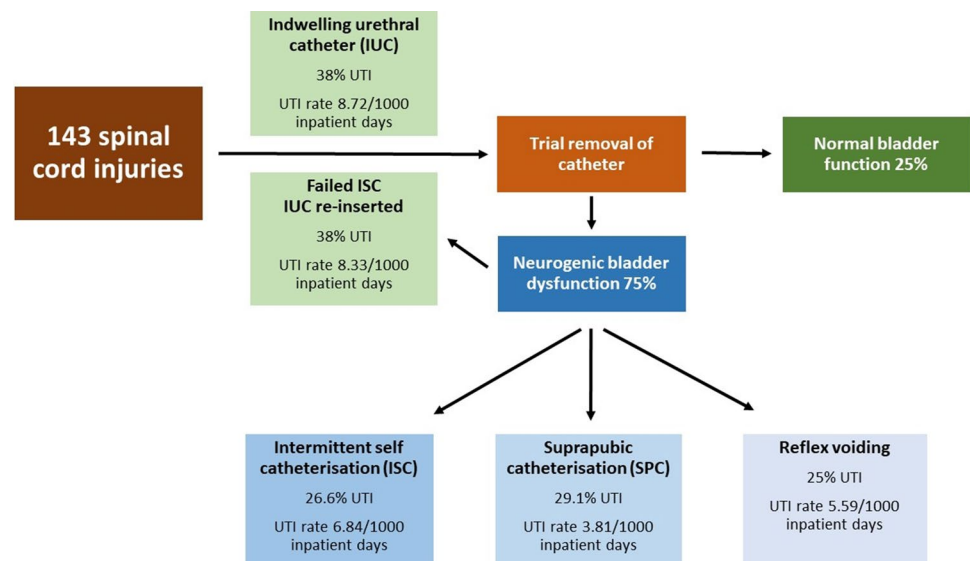 143 spinal
cord injuries
Indwelling urethral
catheter (IUC)
38% UTI
UTI rate 8.72/1000
inpatient days
Failed ISC
IUC re-inserted
38% UTI
UTI rate 8.33/1000
inpatient days
Trial removal of
catheter
Normal bladder
function 25%
Neurogenic bladder
dysfunction 75%
Intermittent self
catheterisation (ISC)
26.6% UTI
UTI rate 6.84/1000
inpatient days
Suprapubic
catheterisation (SPC)
29.1% UTI
UTI rate 3.81/1000
inpatient days
Reflex voiding
25% UTI
UTI rate 5.59/1000
inpatient days